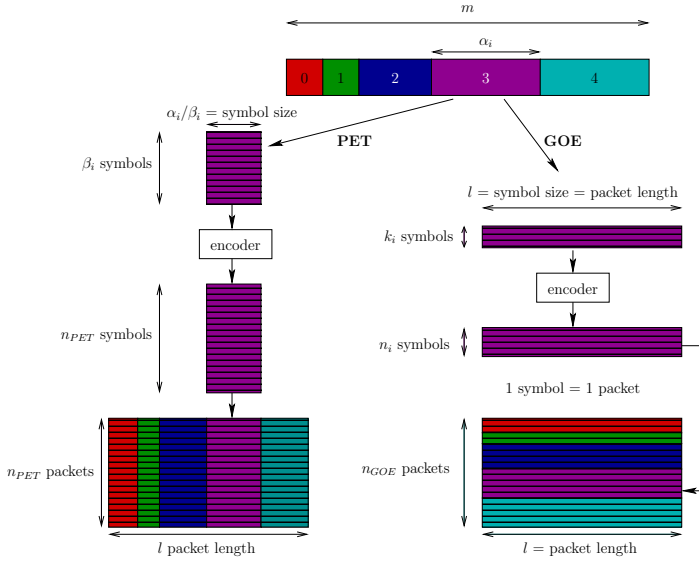 m
α_i
0 1 2 3 4
α_i/β_i = symbol size
PET
GOE
β_i symbols
l = symbol size = packet length
k_i symbols
encoder
encoder
n_PET symbols
n_i symbols
1 symbol = 1 packet
n_PET packets
n_GOE packets
l packet length
l = packet length